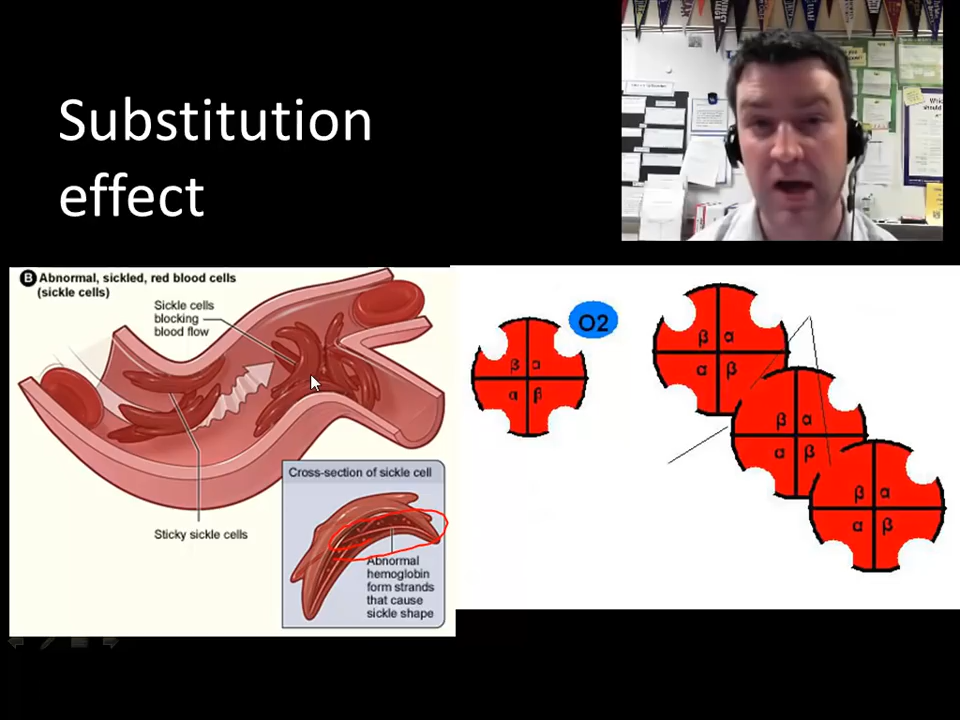 Substitution
effect
B Abnormal, sickled, red blood cells
(sickle cells)
Sickle cells
blocking
blood flow
Sticky sickle cells
Cross-section of sickle cell
Abnormal
hemoglobin
form strands
that cause
sickle shape
O2
β α
α β
β α
α β
β α
α β
β α
α β